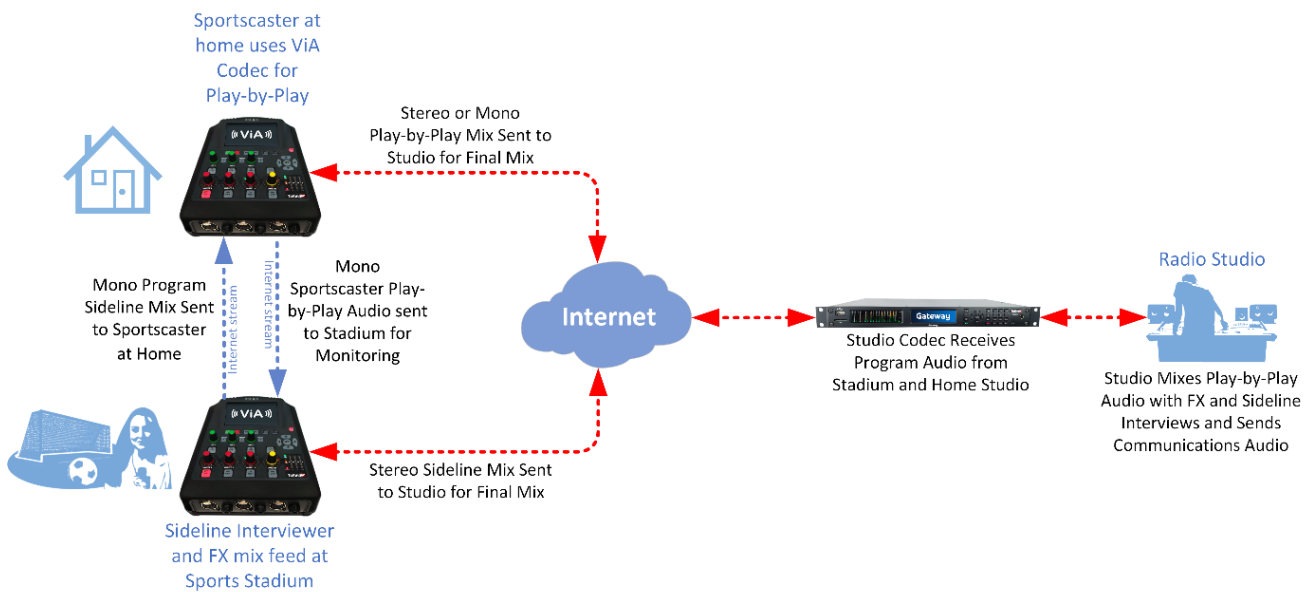 Sportscaster at
home uses ViA
Codec for
Play-by-Play
((ViA))
Stereo or Mono
Play-by-Play Mix Sent to
Studio for Final Mix
Mono Program
Sideline Mix Sent
to Sportscaster
at Home
Internet stream
Internet stream
Mono
Sportscaster Play-
by-Play Audio sent
to Stadium for
Monitoring
Internet
Gateway
Studio Codec Receives
Program Audio from
Stadium and Home Studio
Radio Studio
Studio Mixes Play-by-Play
Audio with FX and Sideline
Interviews and Sends
Communications Audio
((ViA))
Stereo Sideline Mix Sent
to Studio for Final Mix
Sideline Interviewer
and FX mix feed at
Sports Stadium